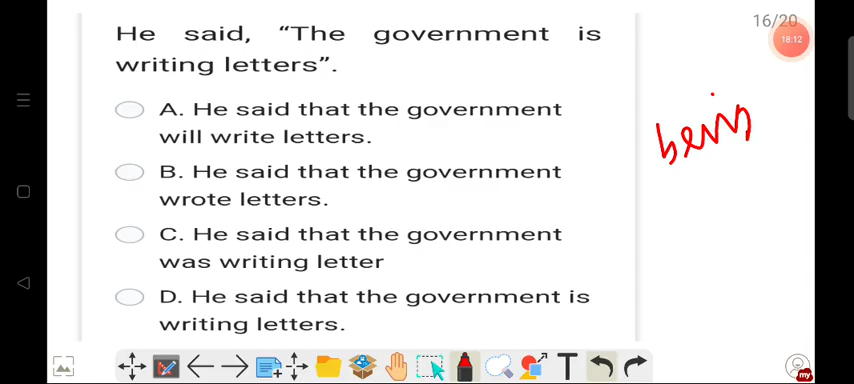 16/20
18:12
He said, “The government is
writing letters”.
A. He said that the government
will write letters.
B. He said that the government
wrote letters.
C. He said that the government
was writing letter
D. He said that the government is
writing letters.
being
T
my